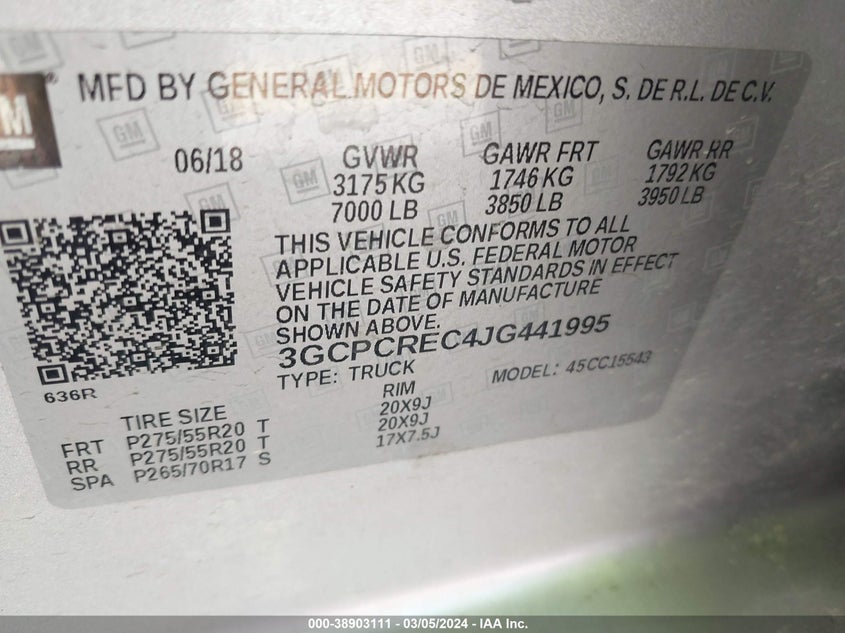 GM
MFD BY GENERAL MOTORS DE MEXICO, S. DE R.L. DE C.V.
06/18 GVWR GAWR FRT GAWR RR
3175 KG 1746 KG 1792 KG
7000 LB 3850 LB 3950 LB
THIS VEHICLE CONFORMS TO ALL
APPLICABLE U.S. FEDERAL MOTOR
VEHICLE SAFETY STANDARDS IN EFFECT
ON THE DATE OF MANUFACTURE
SHOWN ABOVE.
3GCPCREC4JG441995
TYPE: TRUCK MODEL: 45CC15543
636R
TIRE SIZE RIM
FRT P275/55R20 T 20X9J
RR P275/55R20 T 20X9J
SPA P265/70R17 S 17X7.5J
000-38903111 — 03/05/2024 — IAA Inc.